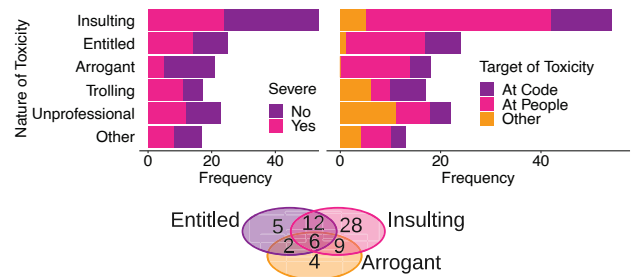 Nature of Toxicity
Insulting
Entitled
Arrogant
Trolling
Unprofessional
Other
Severe
No
Yes
0 20 40
Frequency
Target of Toxicity
At Code
At People
Other
0 20 40
Frequency
Entitled 5 12 28 Insulting
2 6 9
4 Arrogant